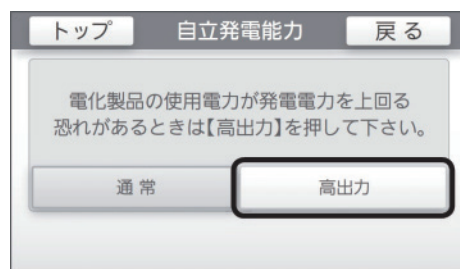 トップ 自立発電能力 戻る
電化製品の使用電力が発電電力を上回る
恐れがあるときは【高出力】を押して下さい。
通常 高出力